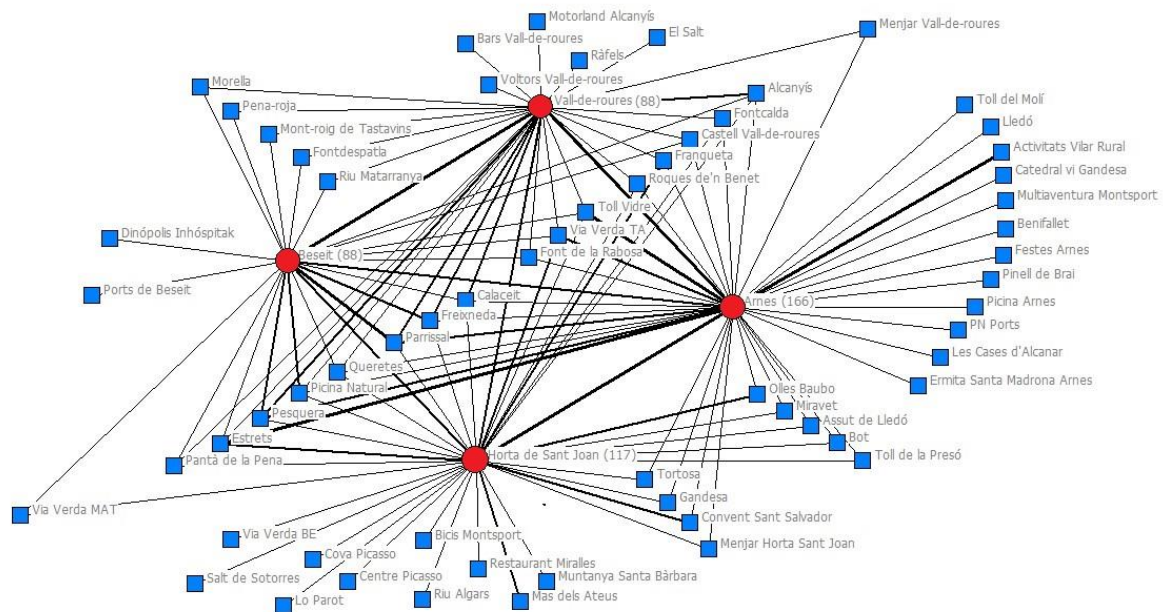 Motorland Alcanyís
Menjar Vall-de-roures
El Salt
Bars Vall-de-roures
Ràfels
Voltors Vall-de-roures
Morella
Alcanyís
Vall-de-roures (88)
Toll del Molí
Pena-roja
Fontcalda
Lledó
Mont-roig de Tastavins
Castell Vall-de-roures
Activitats Vilar Rural
Fontdespatla
Franqueta
Catedral vi Gandesa
Riu Matarranya
Roques de'n Benet
Multiaventura Montsport
Toll Vidre
Benifallet
Dinópolis Inhóspitak
Via Verda TA
Festes Arnes
Beseit (88)
Font de la Rabosa
Pinell de Brai
Ports de Beseit
Calaceit
Arnes (166)
Picina Arnes
Freixneda
PN Ports
Parrissal
Les Cases d'Alcanar
Queretes
Ermita Santa Madrona Arnes
Picina Natural
Olles Baubo
Pesquera
Miravet
Assut de Lledó
Estrets
Bot
Pantà de la Pena
Horta de Sant Joan (117)
Toll de la Presó
Tortosa
Gandesa
Via Verda MAT
Convent Sant Salvador
Via Verda BE
Bicis Montsport
Menjar Horta Sant Joan
Cova Picasso
Restaurant Miralles
Salt de Sotorres
Centre Picasso
Muntanya Santa Bàrbara
Lo Parot
Riu Algars
Mas dels Ateus